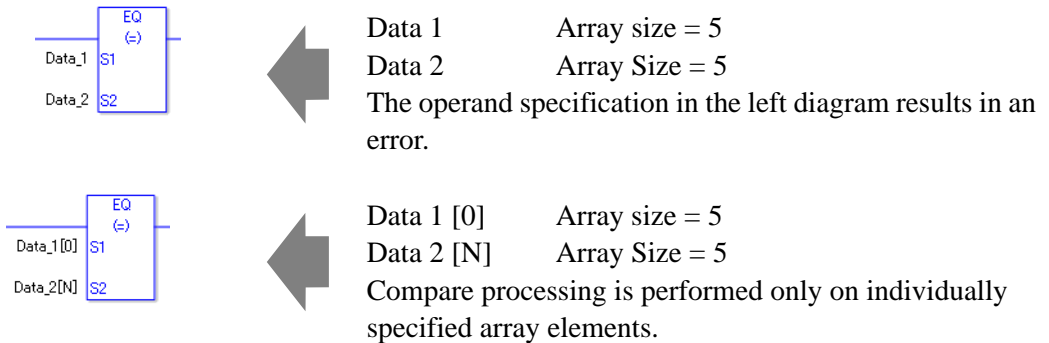 EQ
(=)
Data_1 S1
Data_2 S2
Data 1 Array size = 5
Data 2 Array Size = 5
The operand specification in the left diagram results in an
error.
EQ
(=)
Data_1[0] S1
Data_2[N] S2
Data 1 [0] Array size = 5
Data 2 [N] Array Size = 5
Compare processing is performed only on individually
specified array elements.